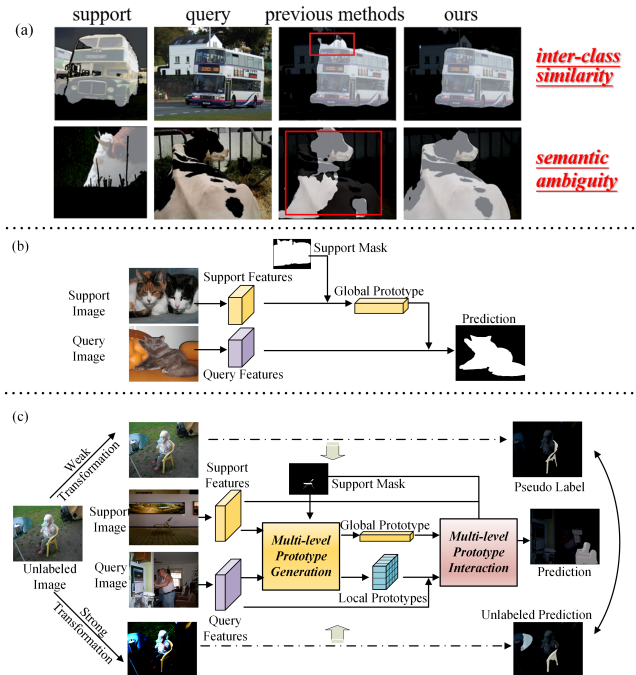 support query previous methods ours
(a)
inter-class
similarity
semantic
ambiguity
(b)
Support Mask
Support Features
Global Prototype
Support
Image
Prediction
Query
Image
Query Features
(c)
Weak
Transformation
Support
Features
Support Mask
Pseudo Label
Support
Image
Multi-level
Prototype
Generation
Global Prototype
Multi-level
Prototype
Interaction
Unlabeled
Image
Query
Image
Prediction
Local Prototypes
Strong
Transformation
Query
Features
Unlabeled Prediction